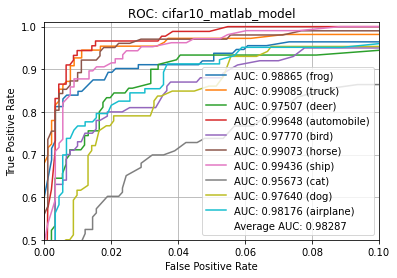 ROC: cifar10_matlab_model
True Positive Rate
1.0
0.9
0.8
0.7
0.6
0.5
AUC: 0.98865 (frog)
AUC: 0.99085 (truck)
AUC: 0.97507 (deer)
AUC: 0.99648 (automobile)
AUC: 0.97770 (bird)
AUC: 0.99073 (horse)
AUC: 0.99436 (ship)
AUC: 0.95673 (cat)
AUC: 0.97640 (dog)
AUC: 0.98176 (airplane)
Average AUC: 0.98287
0.00 0.02 0.04 0.06 0.08 0.10
False Positive Rate